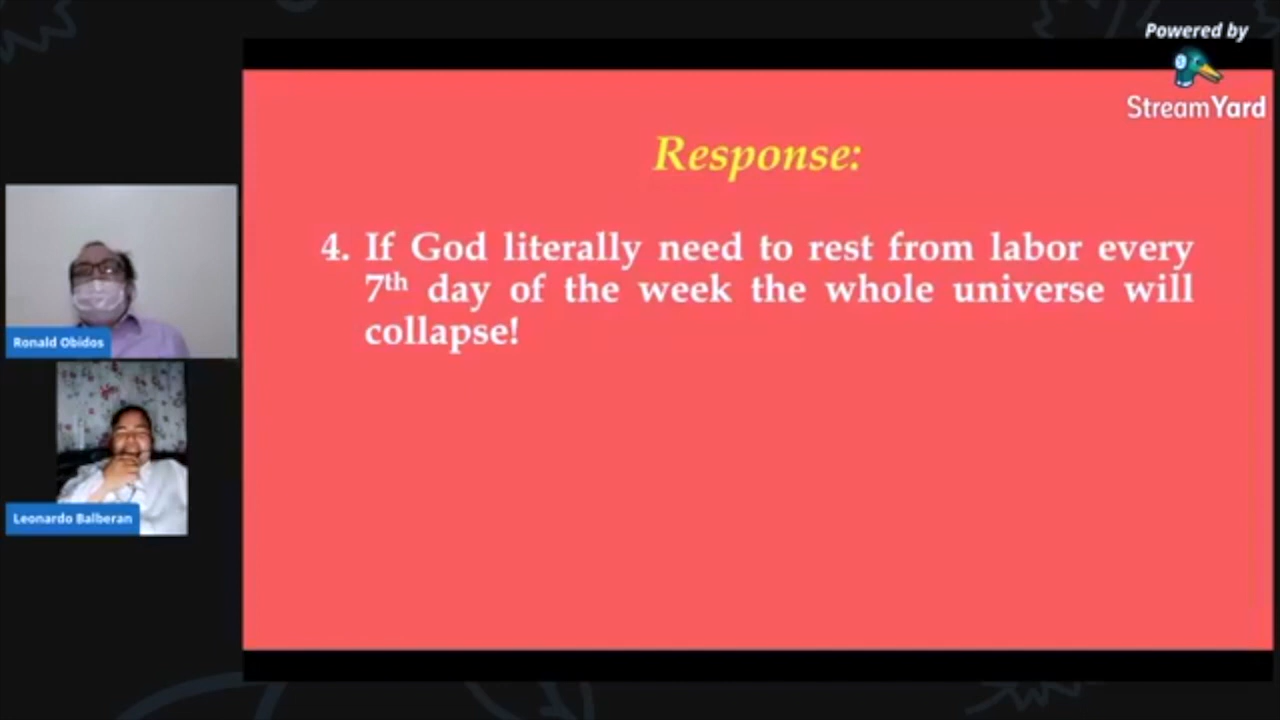 Powered by
StreamYard
Response:
4. If God literally need to rest from labor every
7th day of the week the whole universe will
collapse!
Ronald Obidos
Leonardo Balberan